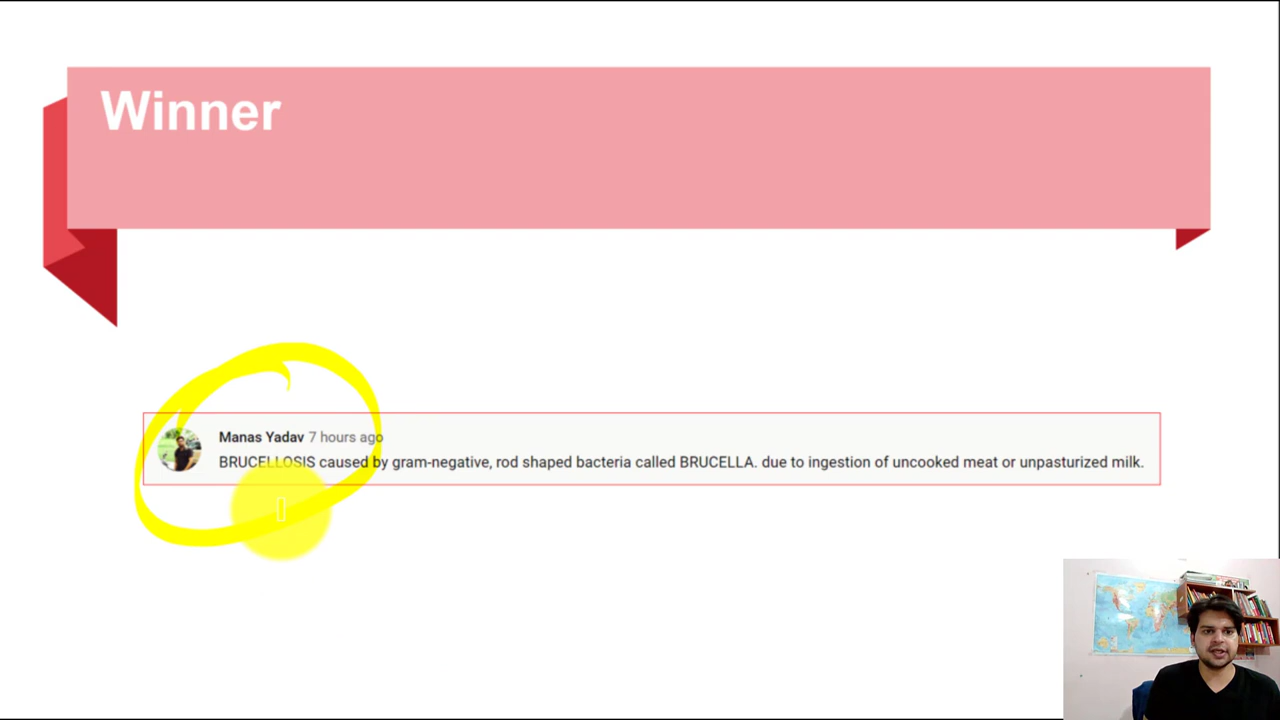 Winner
Manas Yadav 7 hours ago
BRUCELLOSIS caused by gram-negative, rod shaped bacteria called BRUCELLA. due to ingestion of uncooked meat or unpasturized milk.